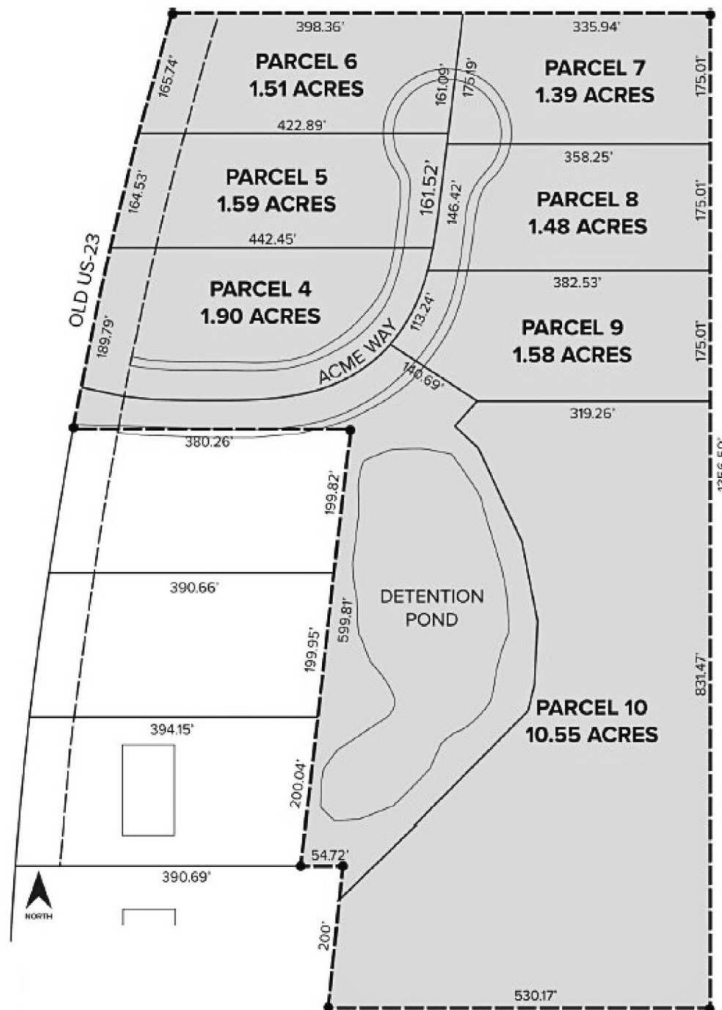 398.36'
335.94'
PARCEL 6
1.51 ACRES
165.74'
161.09'
175.19'
PARCEL 7
1.39 ACRES
175.01'
422.89'
358.25'
PARCEL 5
1.59 ACRES
164.53'
161.52'
146.42'
PARCEL 8
1.48 ACRES
175.01'
442.45'
382.53'
OLD US-23
PARCEL 4
1.90 ACRES
189.79'
113.24'
PARCEL 9
1.58 ACRES
175.01'
ACME WAY
140.69'
319.26'
380.26'
1356.50'
199.82'
390.66'
599.81'
DETENTION
POND
199.95'
831.47'
PARCEL 10
10.55 ACRES
394.15'
200.04'
54.72'
390.69'
NORTH
200'
530.17'